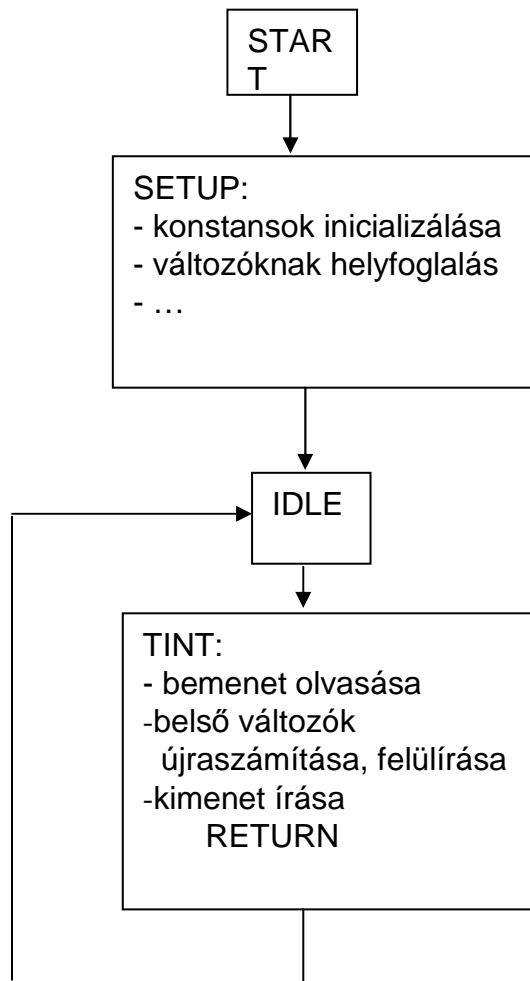 STAR
T
SETUP:
- konstansok inicializálása
- változóknak helyfoglalás
- …
IDLE
TINT:
- bemenet olvasása
-belső változók
újraszámítása, felülírása
-kimenet írása
RETURN